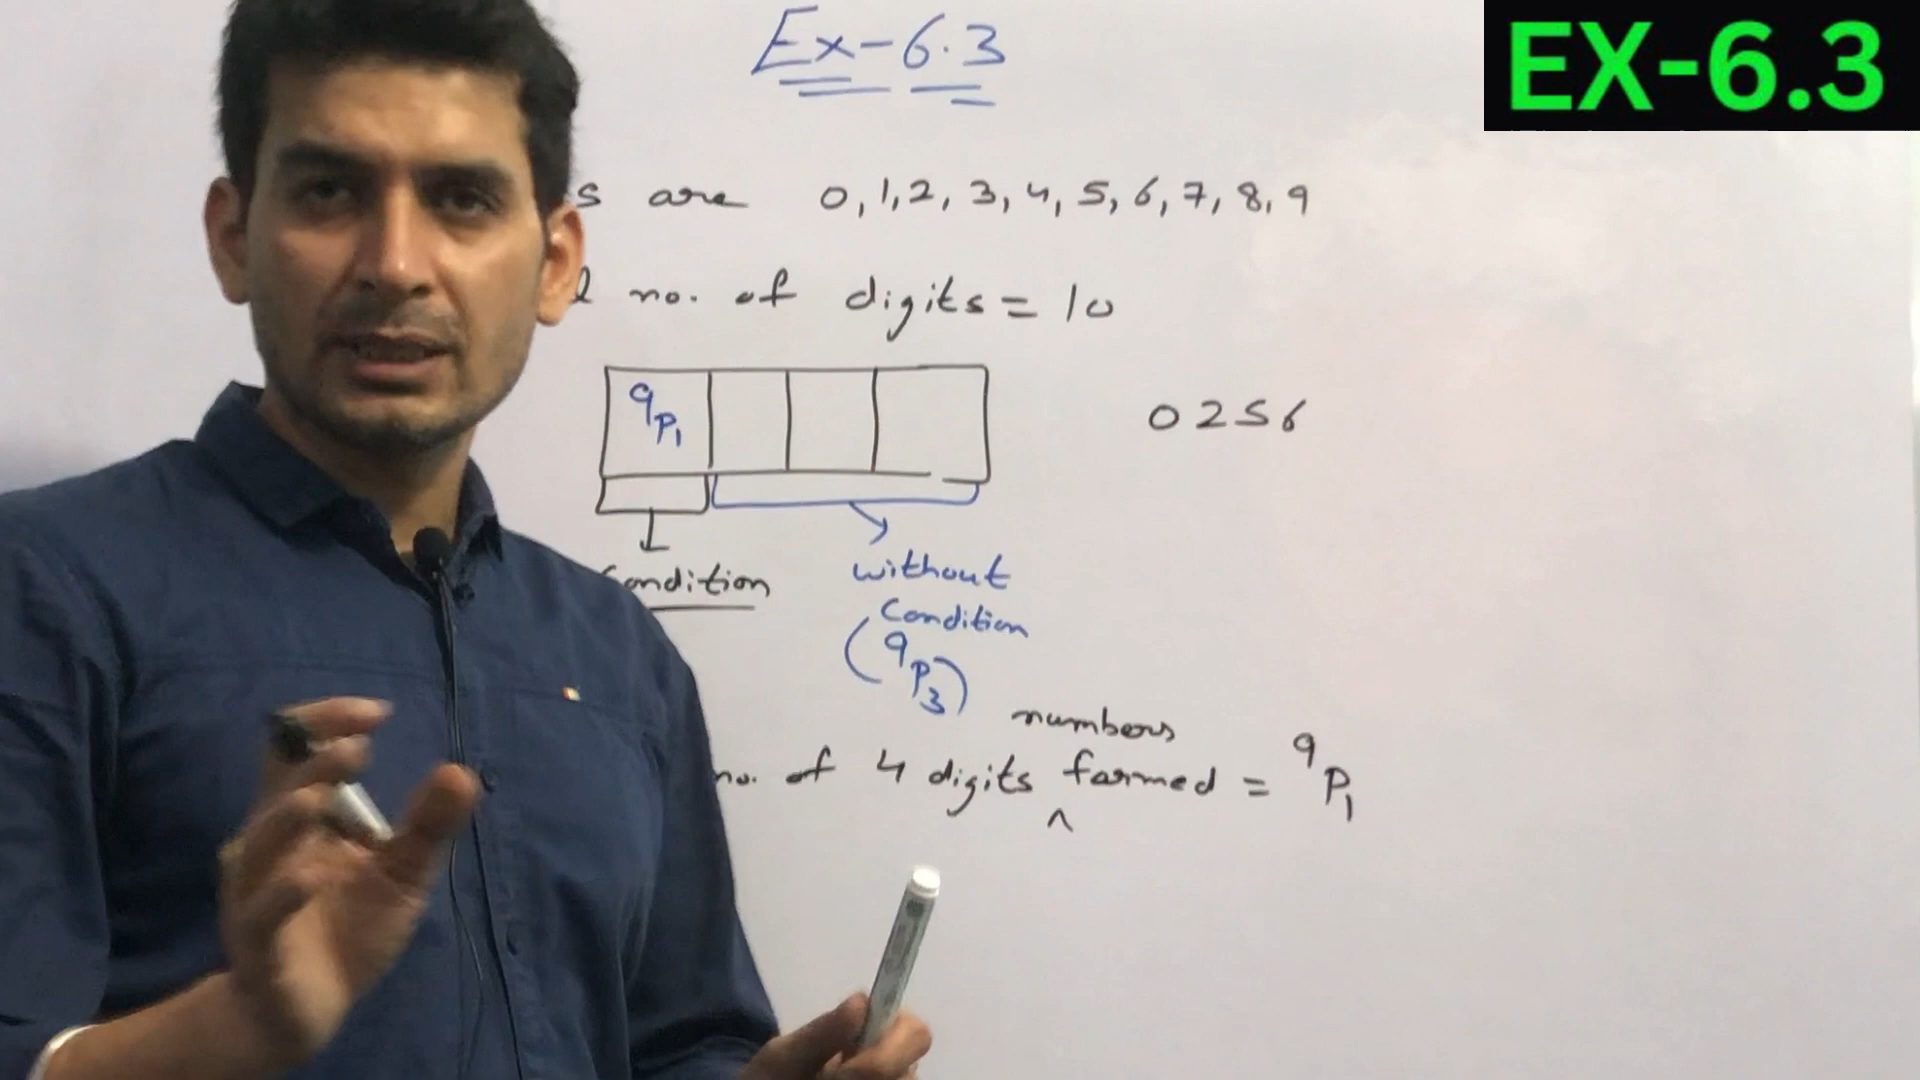 Ex-6.3
EX-6.3
are 0,1,2,3,4,5,6,7,8,9
no. of digits = 10
9P1
0256
Condition
without
Condition
(9P3)
numbers
no. of 4 digits ^ formed = 9P1